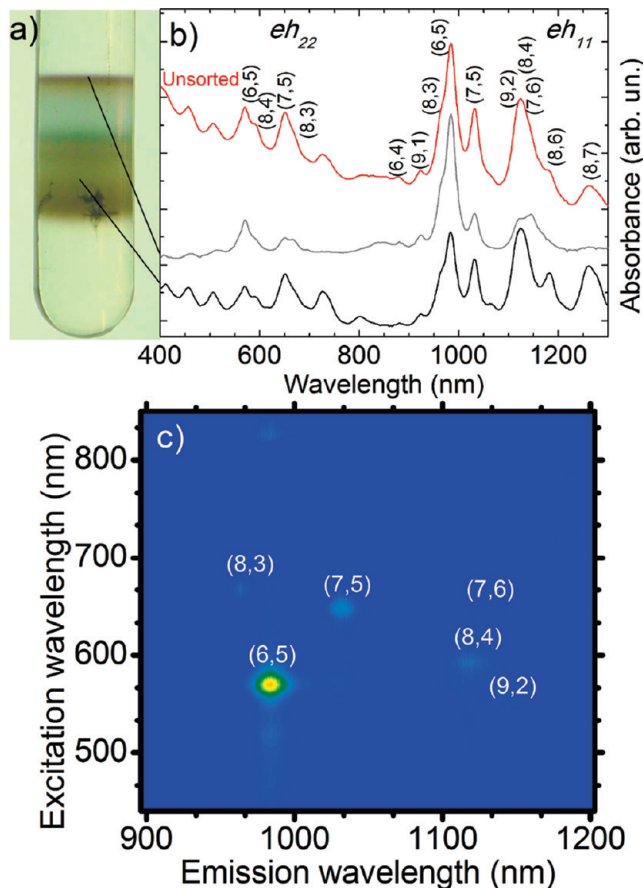 a)
b)
eh22
eh11
Unsorted
(6,5)
(8,4)
(7,5)
(8,3)
(6,4)
(9,1)
(8,3)
(6,5)
(7,5)
(9,2)
(8,4)
(7,6)
(8,6)
(8,7)
Absorbance (arb. un.)
400 600 800 1000 1200
Wavelength (nm)
c)
800
700
600
500
Excitation wavelength (nm)
(8,3)
(7,5)
(7,6)
(6,5)
(8,4)
(9,2)
900 1000 1100 1200
Emission wavelength (nm)